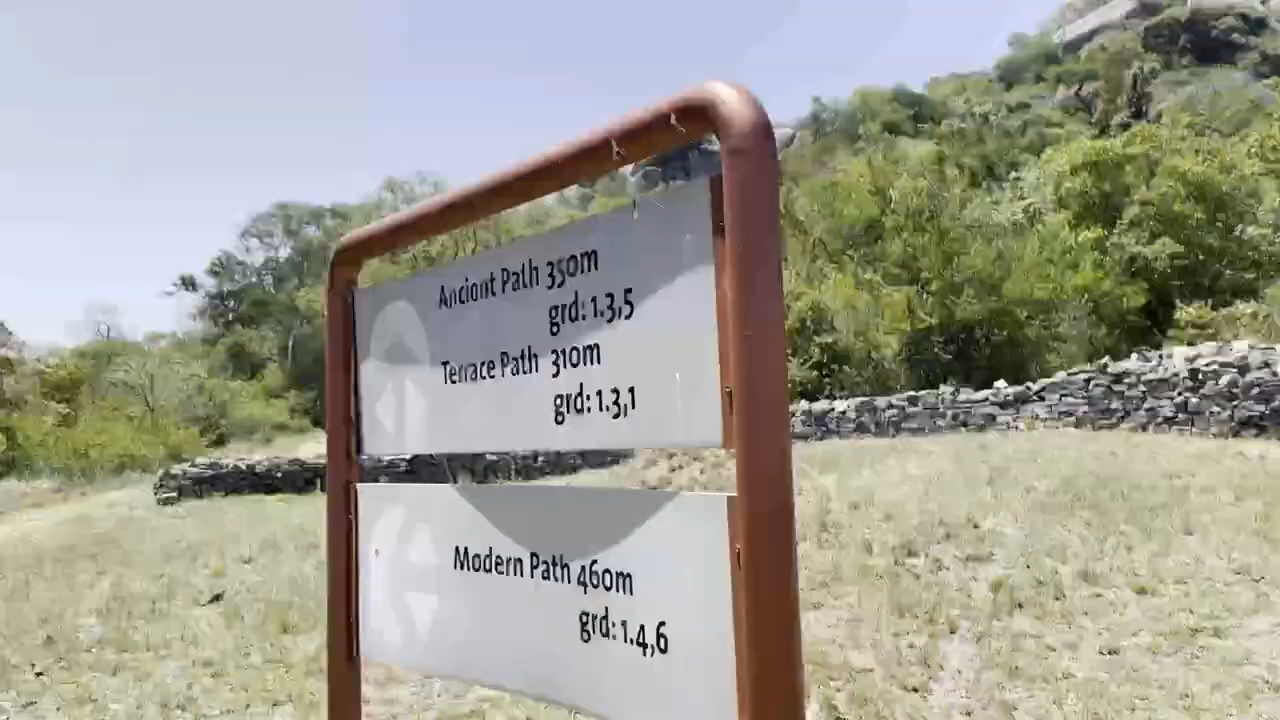 Ancient Path 350m
grd: 1.3,5
Terrace Path 310m
grd: 1.3,1
Modern Path 460m
grd: 1.4,6